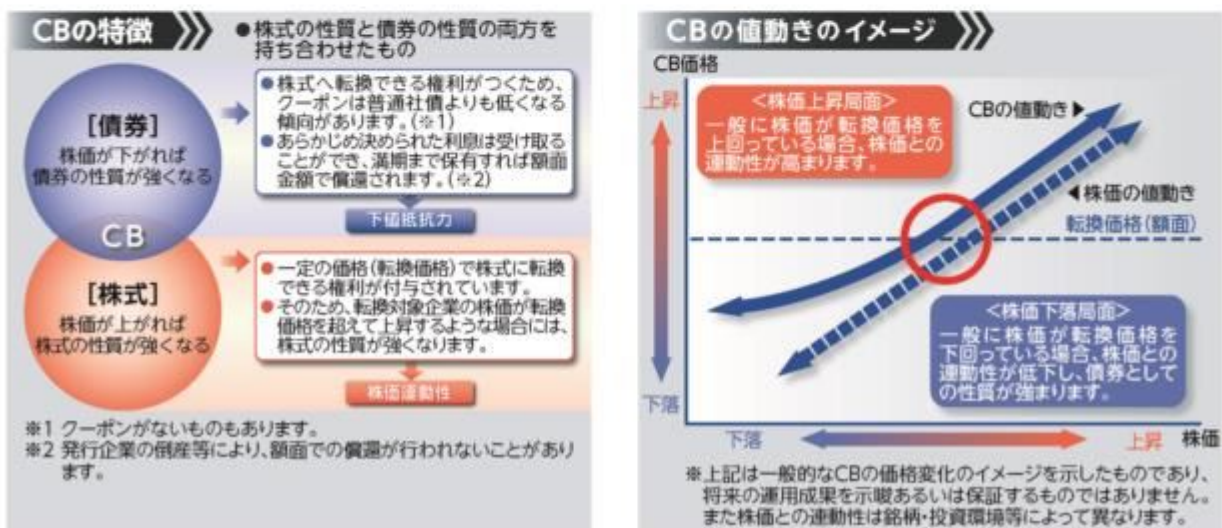 CBの特徴
●株式の性質と債券の性質の両方を
持ち合わせたもの
[債券]
株価が下がれば
債券の性質が強くなる
●株式へ転換できる権利がつくため、
クーポンは普通社債よりも低くなる
傾向があります。(※1)
●あらかじめ決められた利息は受け取る
ことができ、満期まで保有すれば額面
金額で償還されます。(※2)
下値抵抗力
CB
[株式]
株価が上がれば
株式の性質が強くなる
●一定の価格(転換価格)で株式に転換
できる権利が付与されています。
●そのため、転換対象企業の株価が転換
価格を超えて上昇するような場合には、
株式の性質が強くなります。
株価連動性
※1 クーポンがないものもあります。
※2 発行企業の倒産等により、額面での償還が行われないことがあり
ます。
CBの値動きのイメージ
CB価格
上昇
<株価上昇局面>
一般に株価が転換価格を
上回っている場合、株価との
連動性が高まります。
CBの値動き▶
◀株価の値動き
転換価格(額面)
<株価下落局面>
一般に株価が転換価格を
下回っている場合、株価との
連動性が低下し、債券として
の性質が強まります。
下落
下落
上昇
株価
※上記は一般的なCBの価格変化のイメージを示したものであり、
将来の運用成果を示唆あるいは保証するものではありません。
また株価との連動性は銘柄・投資環境等によって異なります。